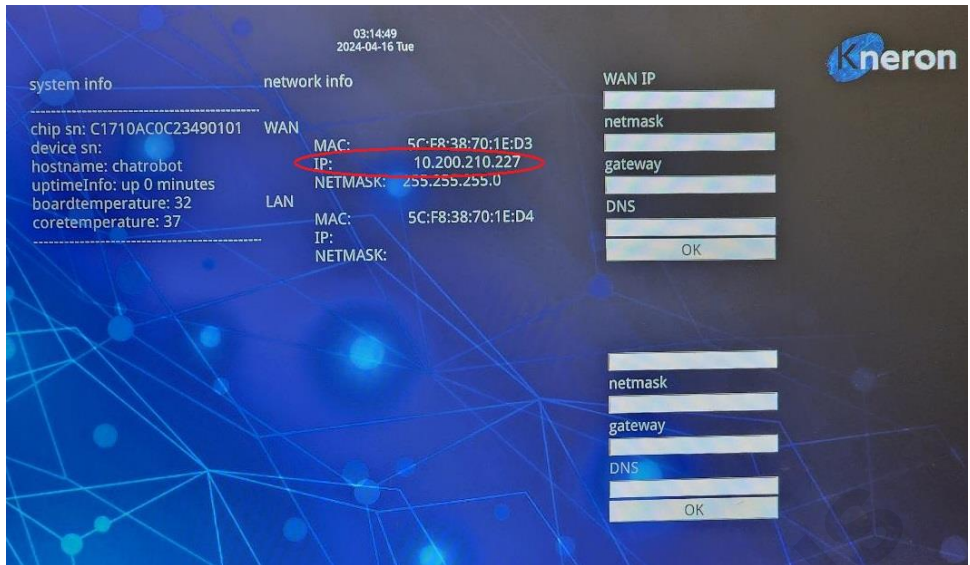 03:14:49
2024-04-16 Tue
Kneron
system info
chip sn: C1710AC0C23490101
device sn:
hostname: chatrobot
uptimeInfo: up 0 minutes
boardtemperature: 32
coretemperature: 37
network info
WAN
MAC: 5C:F8:38:70:1E:D3
IP: 10.200.210.227
NETMASK: 255.255.255.0
LAN
MAC: 5C:F8:38:70:1E:D4
IP:
NETMASK:
WAN IP
netmask
gateway
DNS
OK
netmask
gateway
DNS
OK